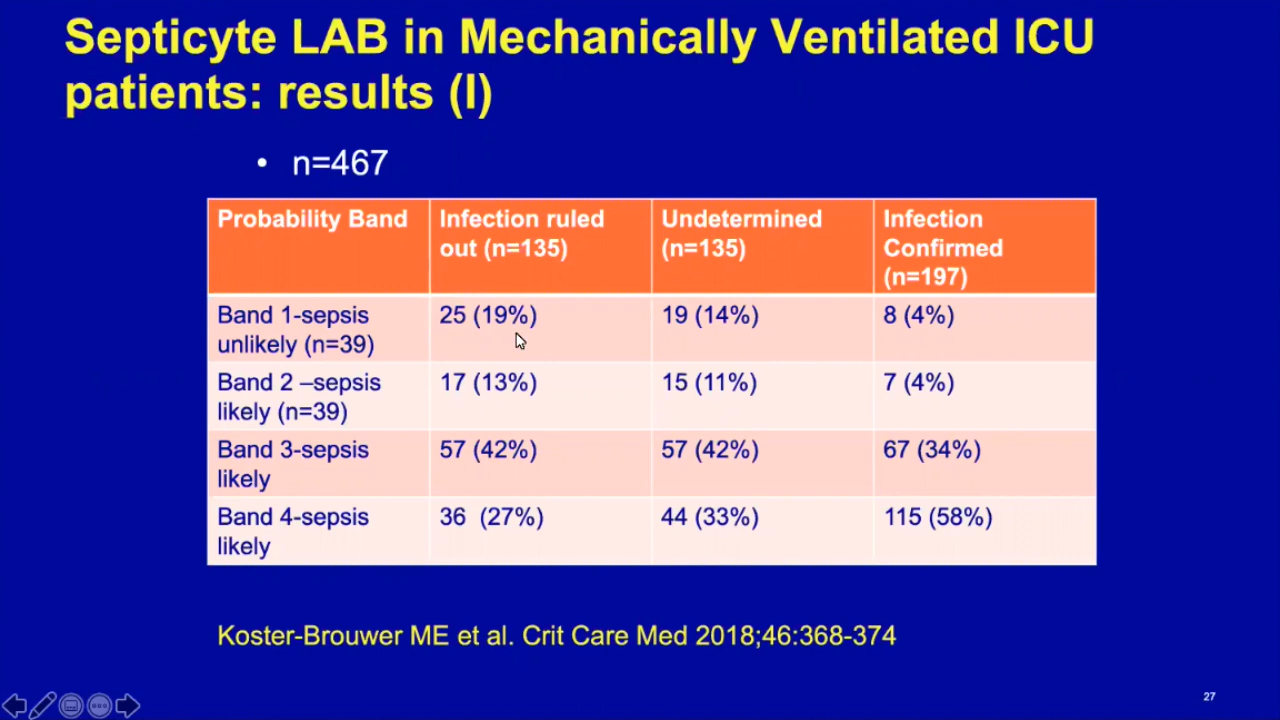 Septicyte LAB in Mechanically Ventilated ICU
patients: results (I)
• n=467
Probability Band
Infection ruled
out (n=135)
Undetermined
(n=135)
Infection
Confirmed
(n=197)
Band 1-sepsis
unlikely (n=39)
25 (19%)
19 (14%)
8 (4%)
Band 2 –sepsis
likely (n=39)
17 (13%)
15 (11%)
7 (4%)
Band 3-sepsis
likely
57 (42%)
57 (42%)
67 (34%)
Band 4-sepsis
likely
36 (27%)
44 (33%)
115 (58%)
Koster-Brouwer ME et al. Crit Care Med 2018;46:368-374
27